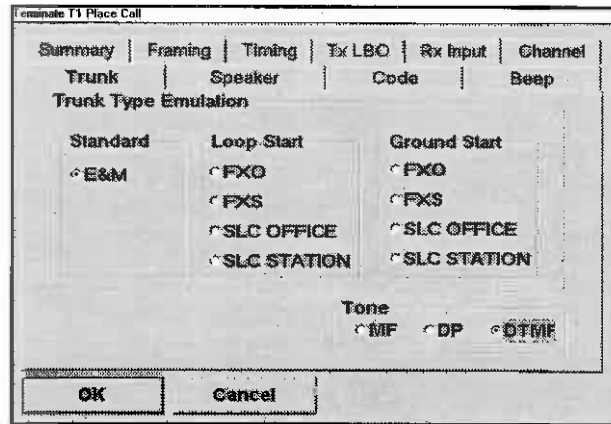 Terminate T1 Place Call
Summary Framing Timing Tx LBO Rx Input Channel
Trunk Speaker Code Beep
Trunk Type Emulation
Standard Loop Start Ground Start
E&M FXO FXO
FXS FXS
SLC OFFICE SLC OFFICE
SLC STATION SLC STATION
Tone
MF DP DTMF
OK Cancel